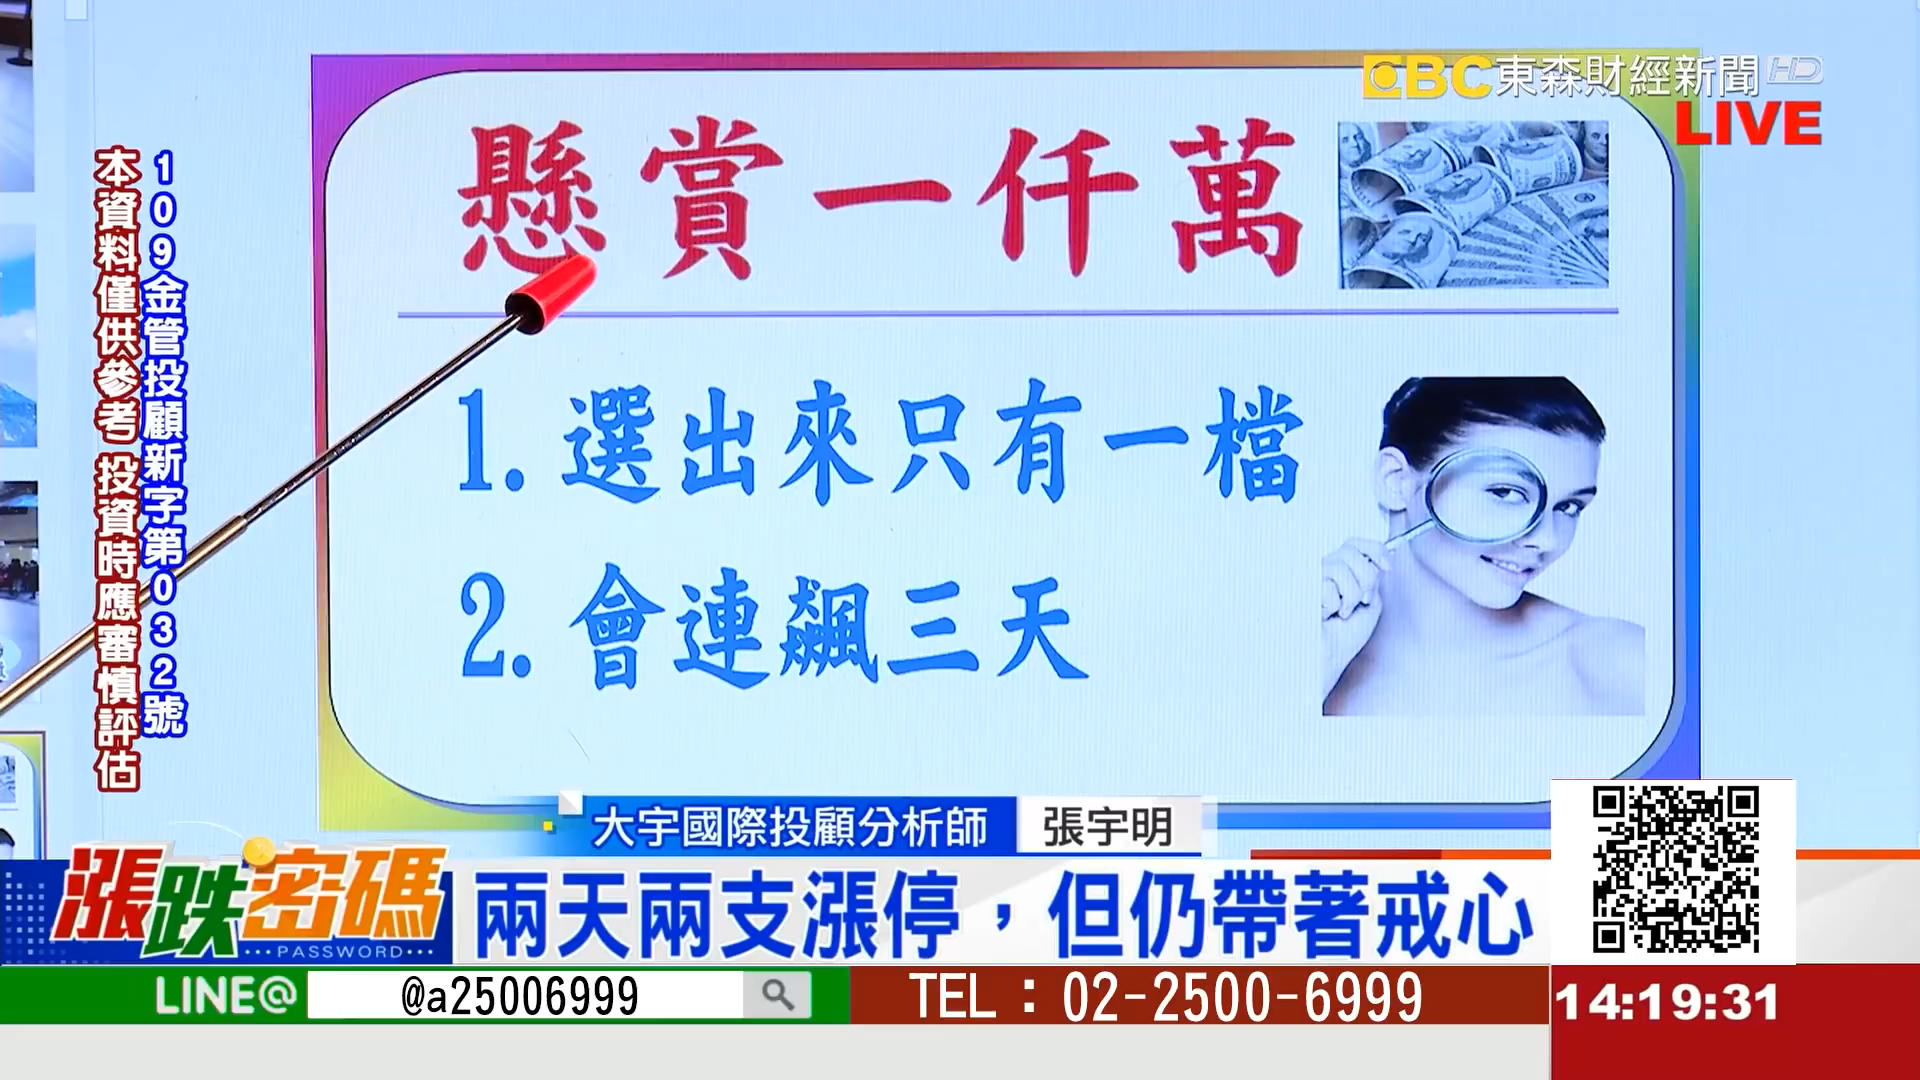 EBC東森財經新聞HD
LIVE
109金管投顧新字第032號
本資料僅供參考 投資時應審慎評估
懸賞一仟萬
1.選出來只有一檔
2.會連飆三天
大宇國際投顧分析師 張宇明
漲跌密碼
PASSWORD
兩天兩支漲停，但仍帶著戒心
LINE@ @a25006999
TEL：02-2500-6999
14:19:31